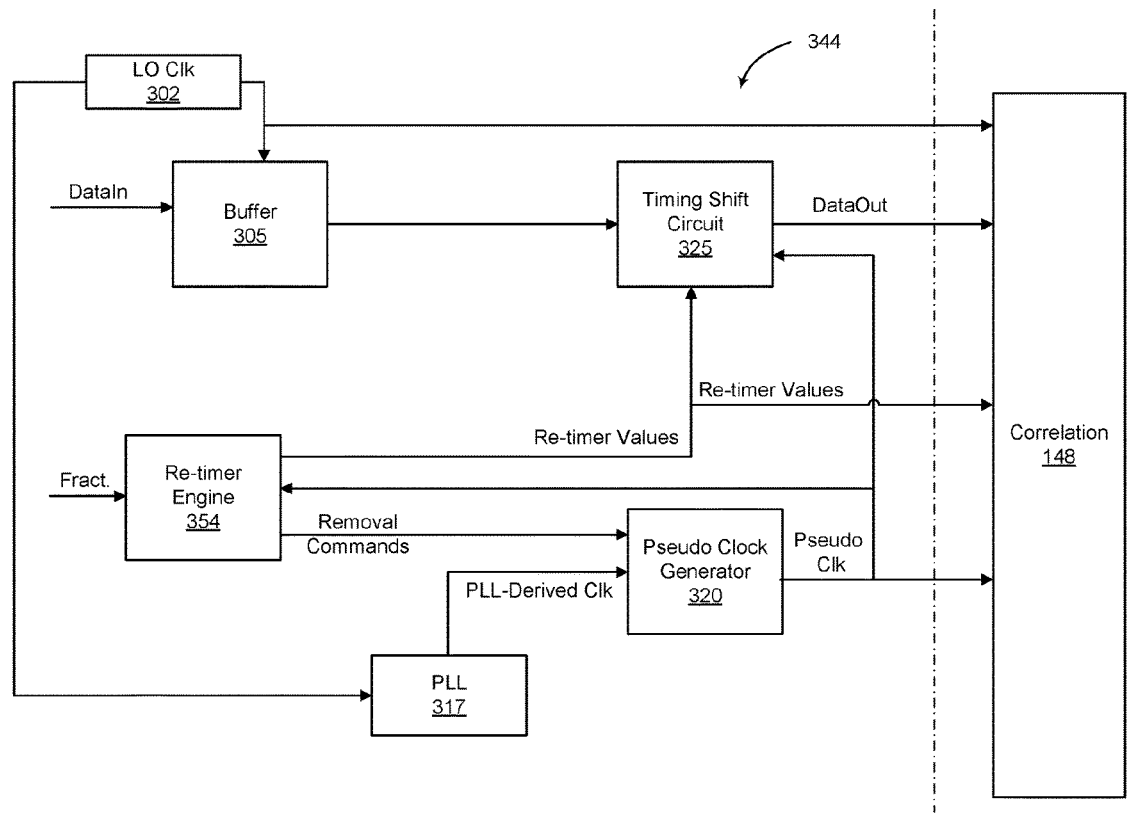 344
LO Clk
302
DataIn
Buffer
305
Timing Shift
Circuit
325
DataOut
Re-timer Values
Re-timer Values
Correlation
148
Fract.
Re-timer
Engine
354
Removal
Commands
PLL-Derived Clk
Pseudo Clock
Generator
320
Pseudo
Clk
PLL
317